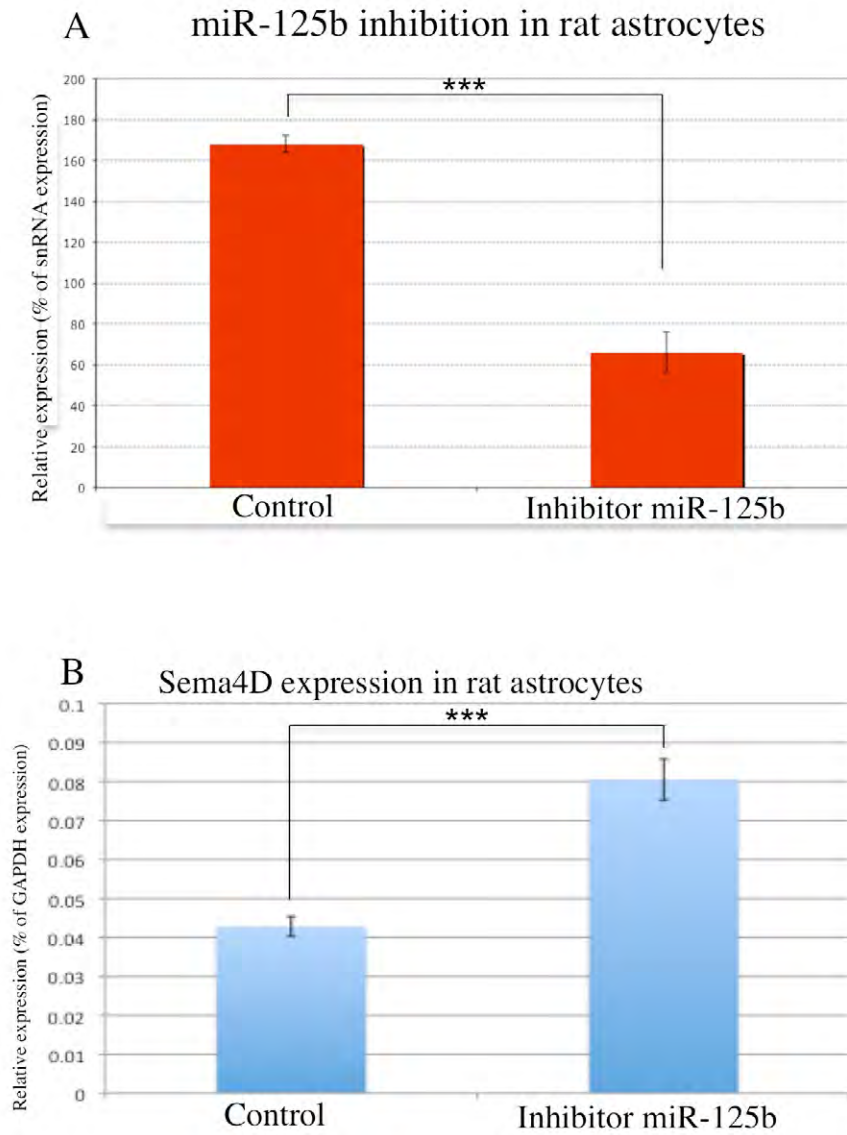 A
miR-125b inhibition in rat astrocytes
Relative expression (% of snRNA expression)
200
180
160
140
120
100
80
60
40
20
0
***
Control
Inhibitor miR-125b
B
Sema4D expression in rat astrocytes
Relative expression (% of GAPDH expression)
0.1
0.09
0.08
0.07
0.06
0.05
0.04
0.03
0.02
0.01
0
***
Control
Inhibitor miR-125b